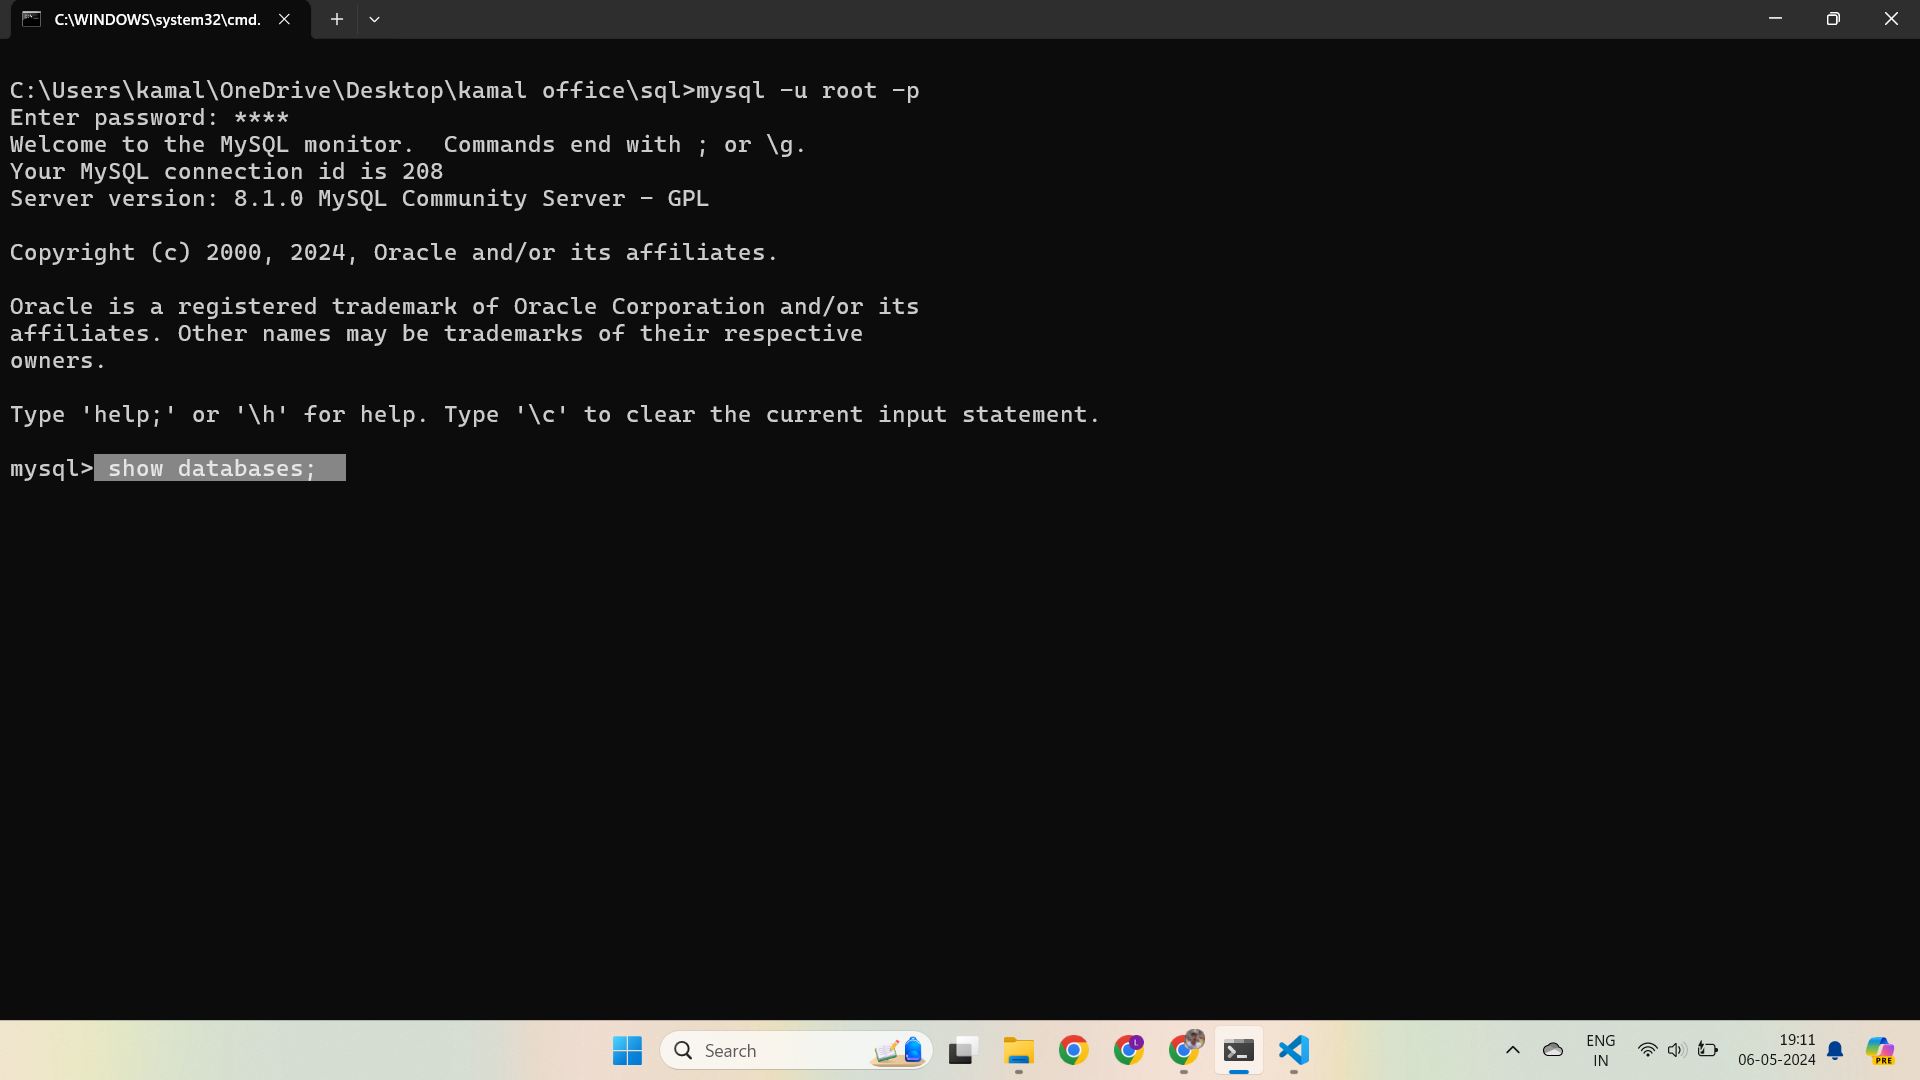 C:\WINDOWS\system32\cmd.
C:\Users\kamal\OneDrive\Desktop\kamal office\sql>mysql -u root -p
Enter password: ****
Welcome to the MySQL monitor.  Commands end with ; or \g.
Your MySQL connection id is 208
Server version: 8.1.0 MySQL Community Server - GPL
Copyright (c) 2000, 2024, Oracle and/or its affiliates.
Oracle is a registered trademark of Oracle Corporation and/or its
affiliates. Other names may be trademarks of their respective
owners.
Type 'help;' or '\h' for help. Type '\c' to clear the current input statement.
mysql> show databases;
Search
L
ENG
IN
19:11
06-05-2024
PRE